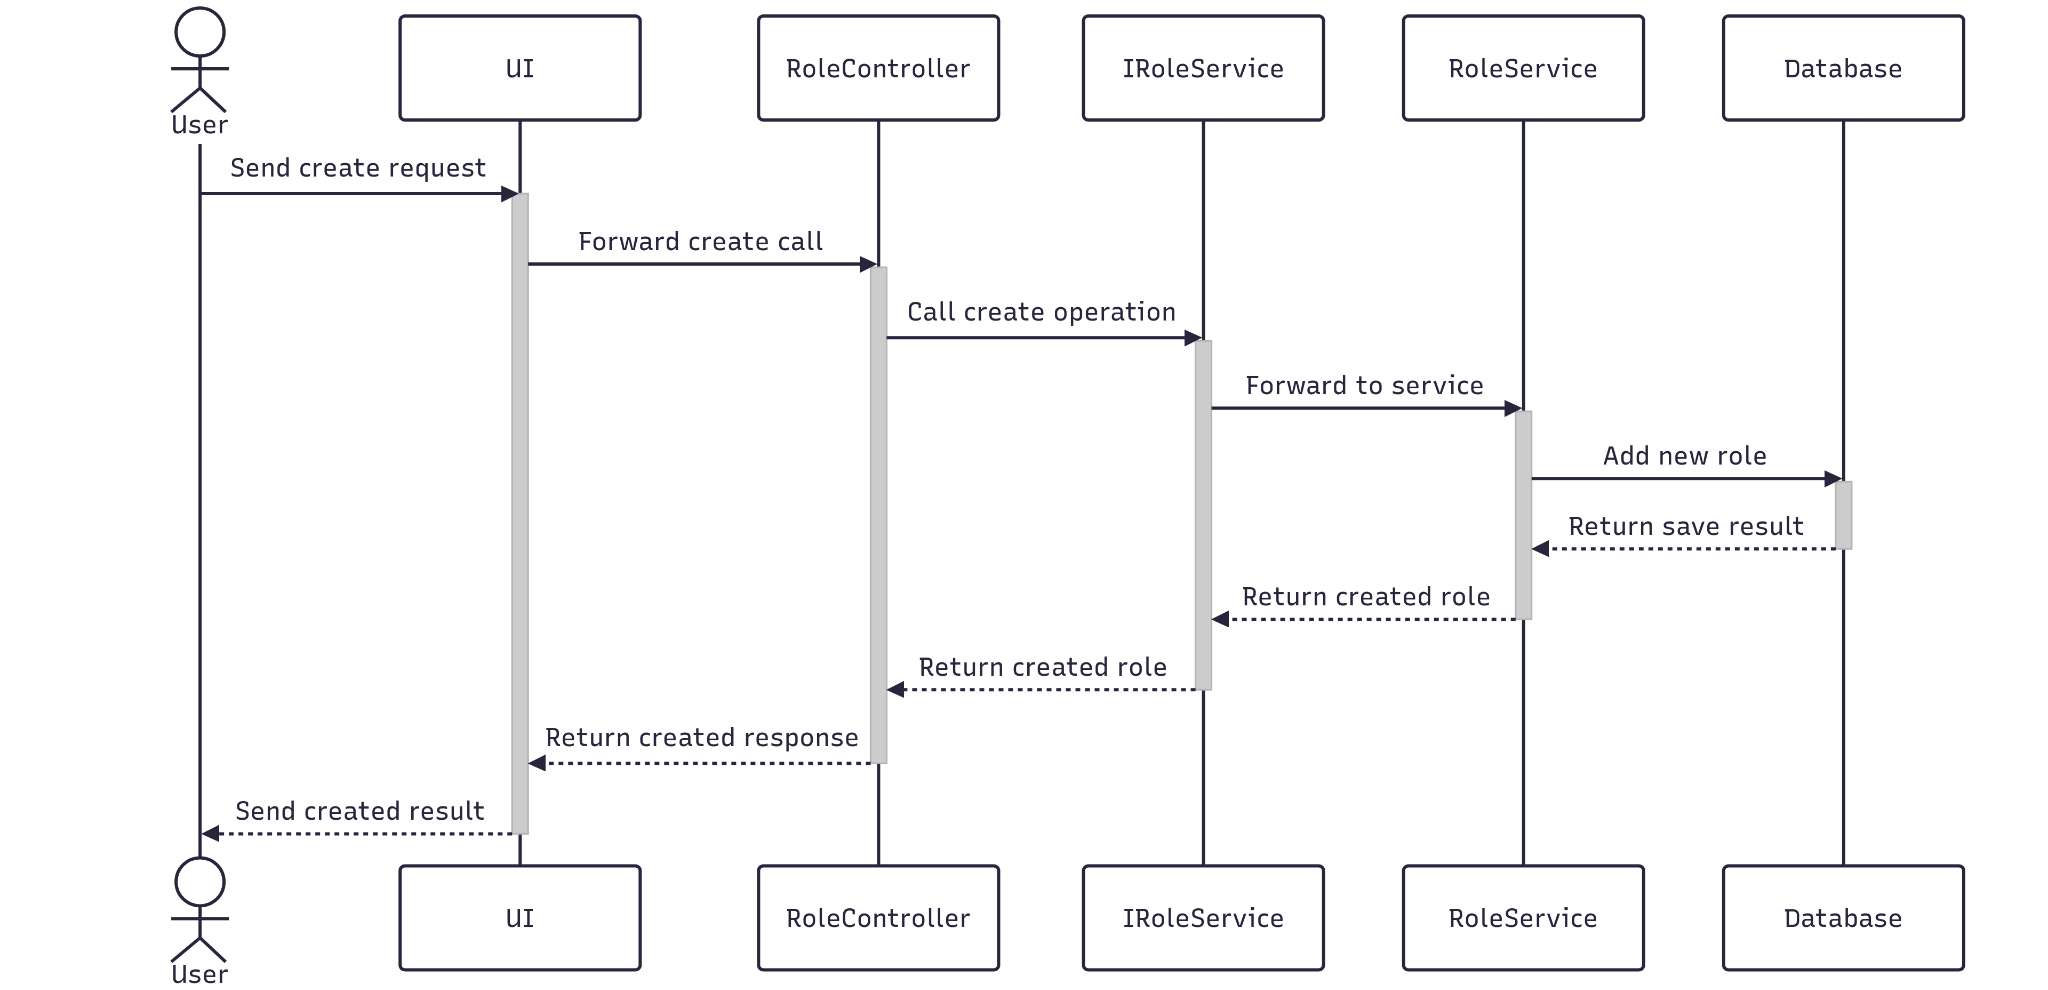 User
UI
RoleController
IRoleService
RoleService
Database
Send create request
Forward create call
Call create operation
Forward to service
Add new role
Return save result
Return created role
Return created role
Return created response
Send created result
User
UI
RoleController
IRoleService
RoleService
Database